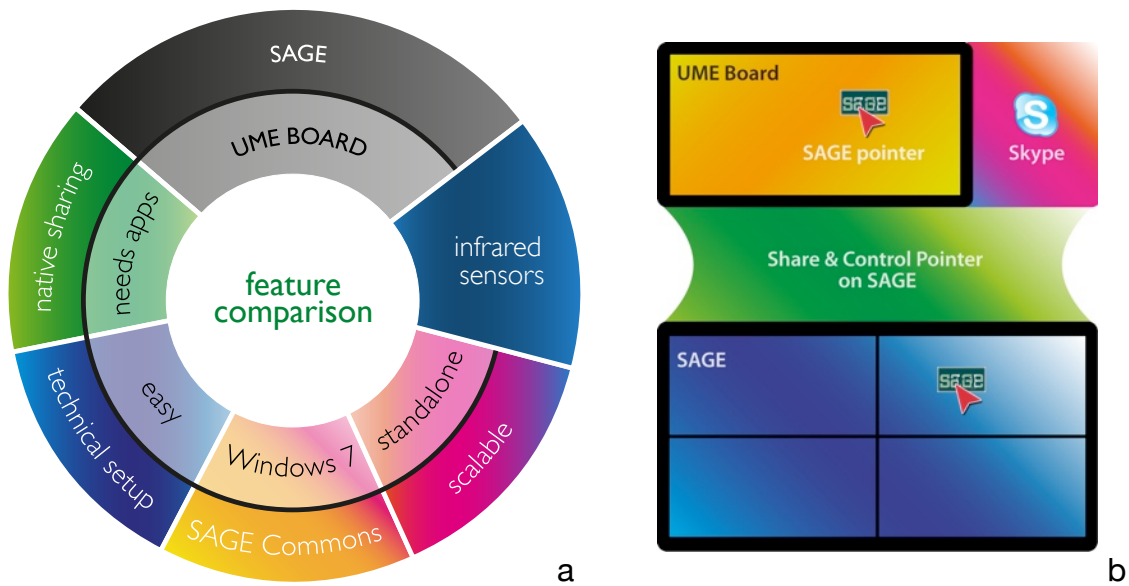 SAGE
UME BOARD
native sharing
needs apps
infrared
sensors
feature
comparison
technical setup
easy
Windows 7
SAGE Commons
standalone
scalable
a
UME Board
sage
SAGE pointer
S
Skype
Share & Control Pointer
on SAGE
SAGE
sage
b